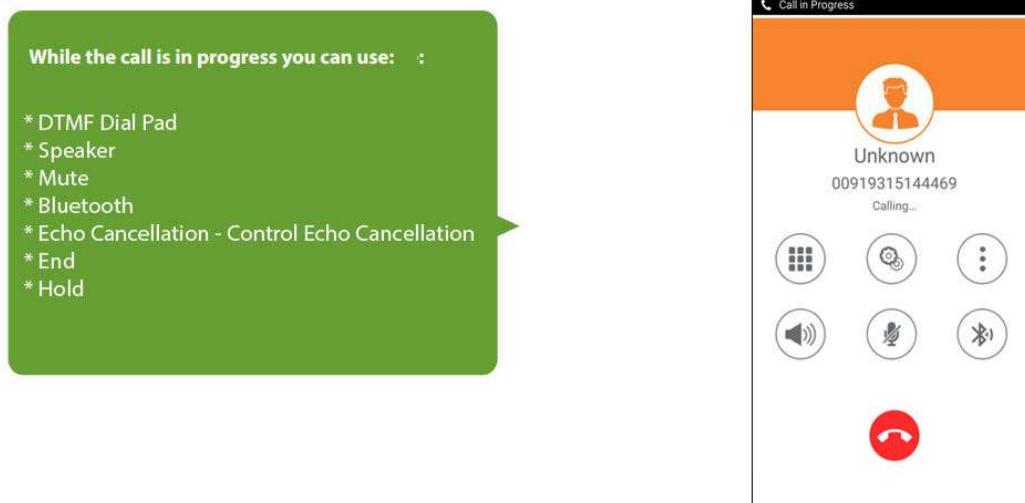 While the call is in progress you can use: :
* DTMF Dial Pad
* Speaker
* Mute
* Bluetooth
* Echo Cancellation - Control Echo Cancellation
* End
* Hold
Call in Progress
Unknown
00919315144469
Calling...